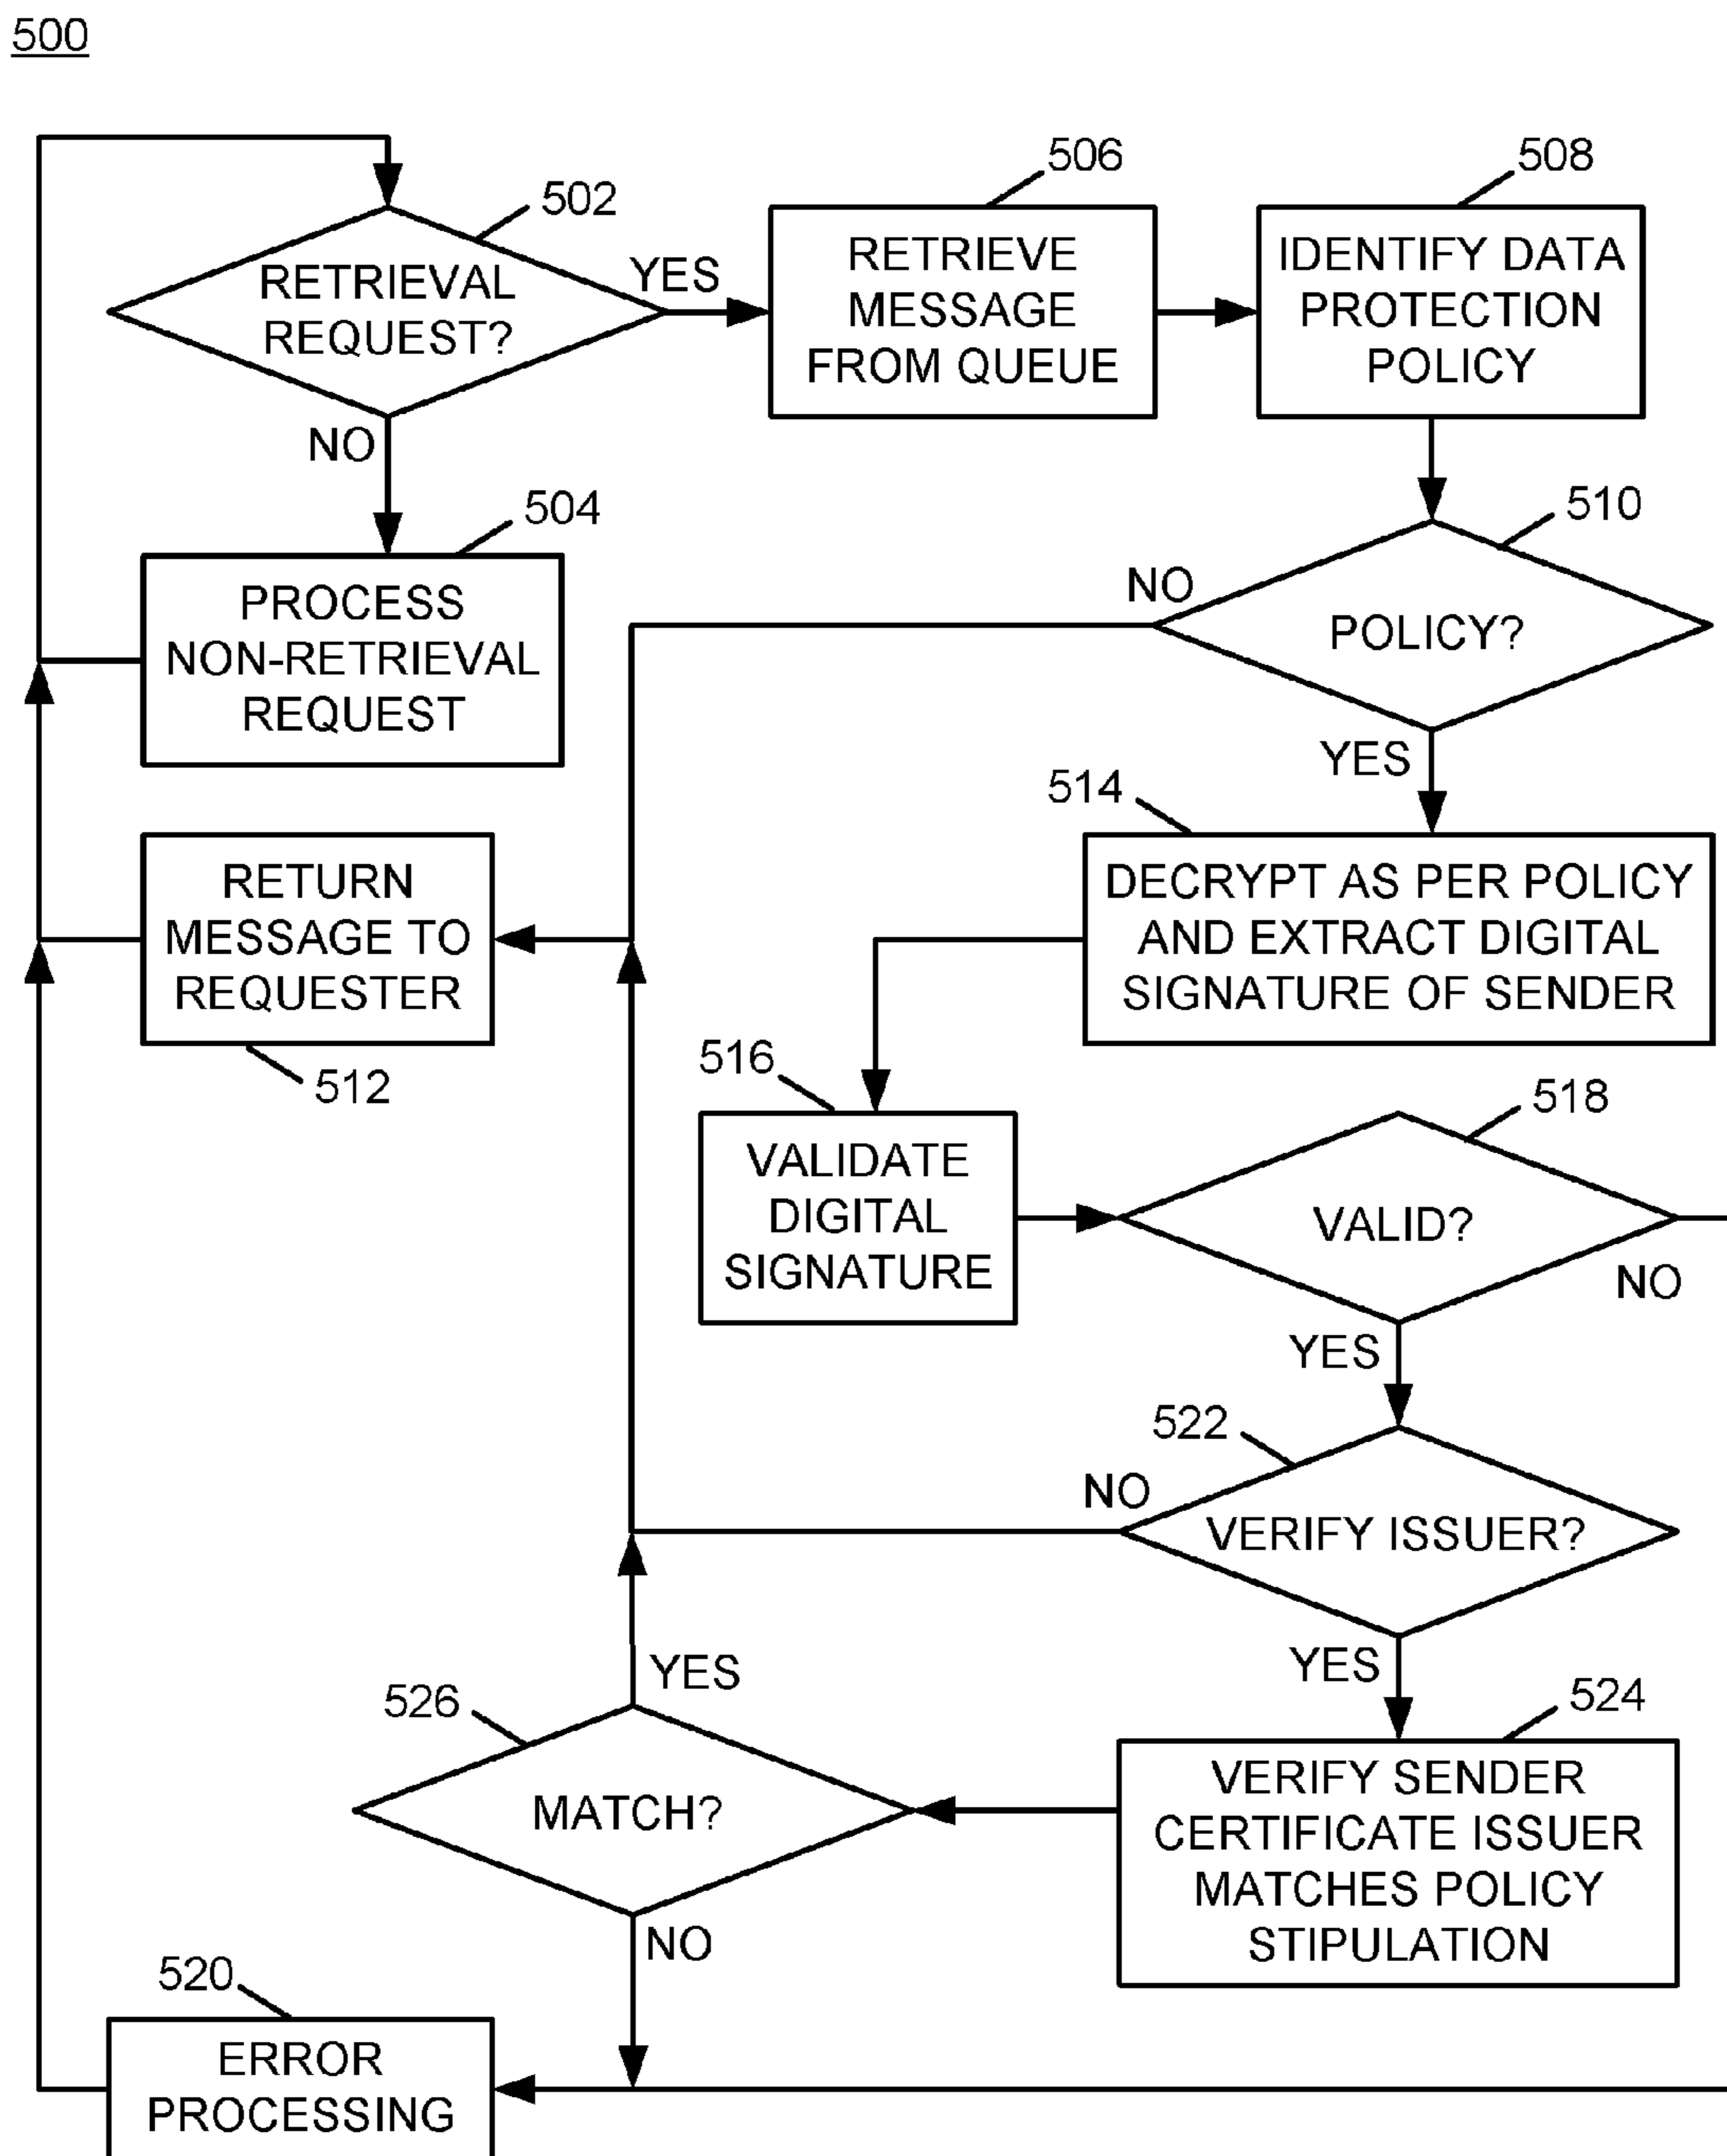 500
502
RETRIEVAL
REQUEST?
YES
NO
506
RETRIEVE
MESSAGE
FROM QUEUE
508
IDENTIFY DATA
PROTECTION
POLICY
504
PROCESS
NON-RETRIEVAL
REQUEST
510
NO
POLICY?
YES
512
RETURN
MESSAGE TO
REQUESTER
514
DECRYPT AS PER POLICY
AND EXTRACT DIGITAL
SIGNATURE OF SENDER
516
VALIDATE
DIGITAL
SIGNATURE
518
VALID?
NO
YES
522
NO
VERIFY ISSUER?
YES
524
VERIFY SENDER
CERTIFICATE ISSUER
MATCHES POLICY
STIPULATION
526
YES
MATCH?
NO
520
ERROR
PROCESSING